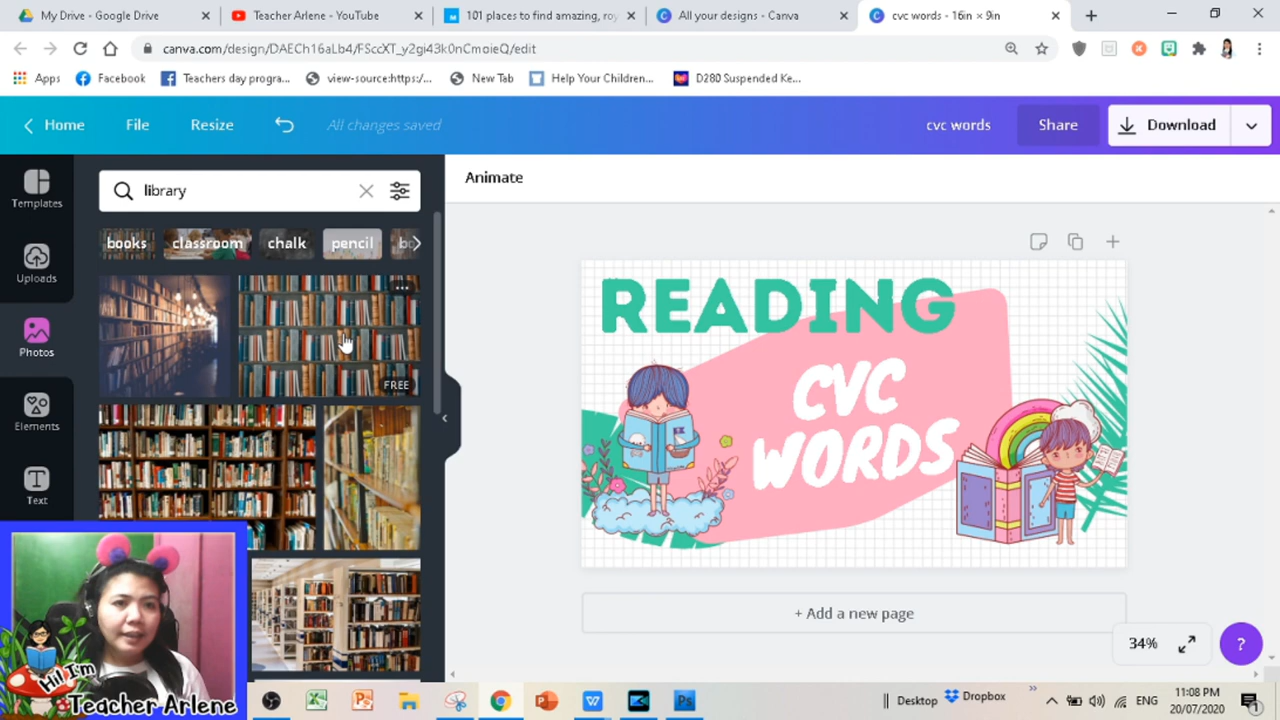 My Drive - Google Drive
Teacher Arlene - YouTube
101 places to find amazing, roy
All your designs - Canva
cvc words - 16in × 9in
canva.com/design/DAECh16aLb4/FSccXT_y2gi43k0nCmoieQ/edit
Apps
Facebook
Teachers day progra...
view-source:https:/...
New Tab
Help Your Children...
D280 Suspended Ke...
Home
File
Resize
All changes saved
cvc words
Share
Download
Templates
Uploads
Photos
Elements
Text
library
books
classroom
chalk
pencil
bo
FREE
Animate
READING
CVC
WORDS
+ Add a new page
34%
?
Hi! I'm
Teacher Arlene
Desktop
Dropbox
ENG
11:08 PM
20/07/2020